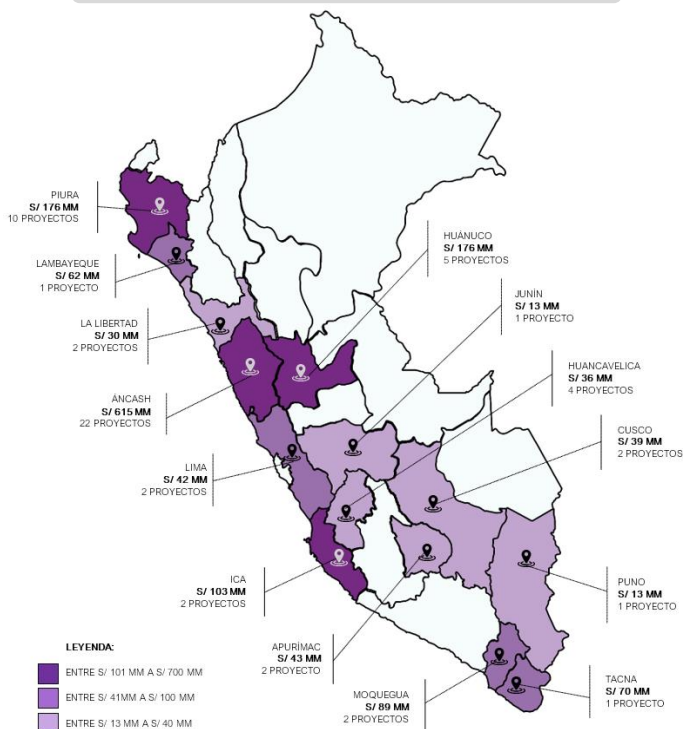 PIURA
S/ 176 MM
10 PROYECTOS
LAMBAYEQUE
S/ 62 MM
1 PROYECTO
LA LIBERTAD
S/ 30 MM
2 PROYECTOS
ÁNCASH
S/ 615 MM
22 PROYECTOS
LIMA
S/ 42 MM
2 PROYECTOS
ICA
S/ 103 MM
2 PROYECTOS
APURÍMAC
S/ 43 MM
2 PROYECTO
MOQUEGUA
S/ 89 MM
2 PROYECTOS
HUÁNUCO
S/ 176 MM
5 PROYECTOS
JUNÍN
S/ 13 MM
1 PROYECTO
HUANCAVELICA
S/ 36 MM
4 PROYECTOS
CUSCO
S/ 39 MM
2 PROYECTOS
PUNO
S/ 13 MM
1 PROYECTO
TACNA
S/ 70 MM
1 PROYECTO
LEYENDA:
ENTRE S/ 101 MM A S/ 700 MM
ENTRE S/ 41MM A S/ 100 MM
ENTRE S/ 13 MM A S/ 40 MM